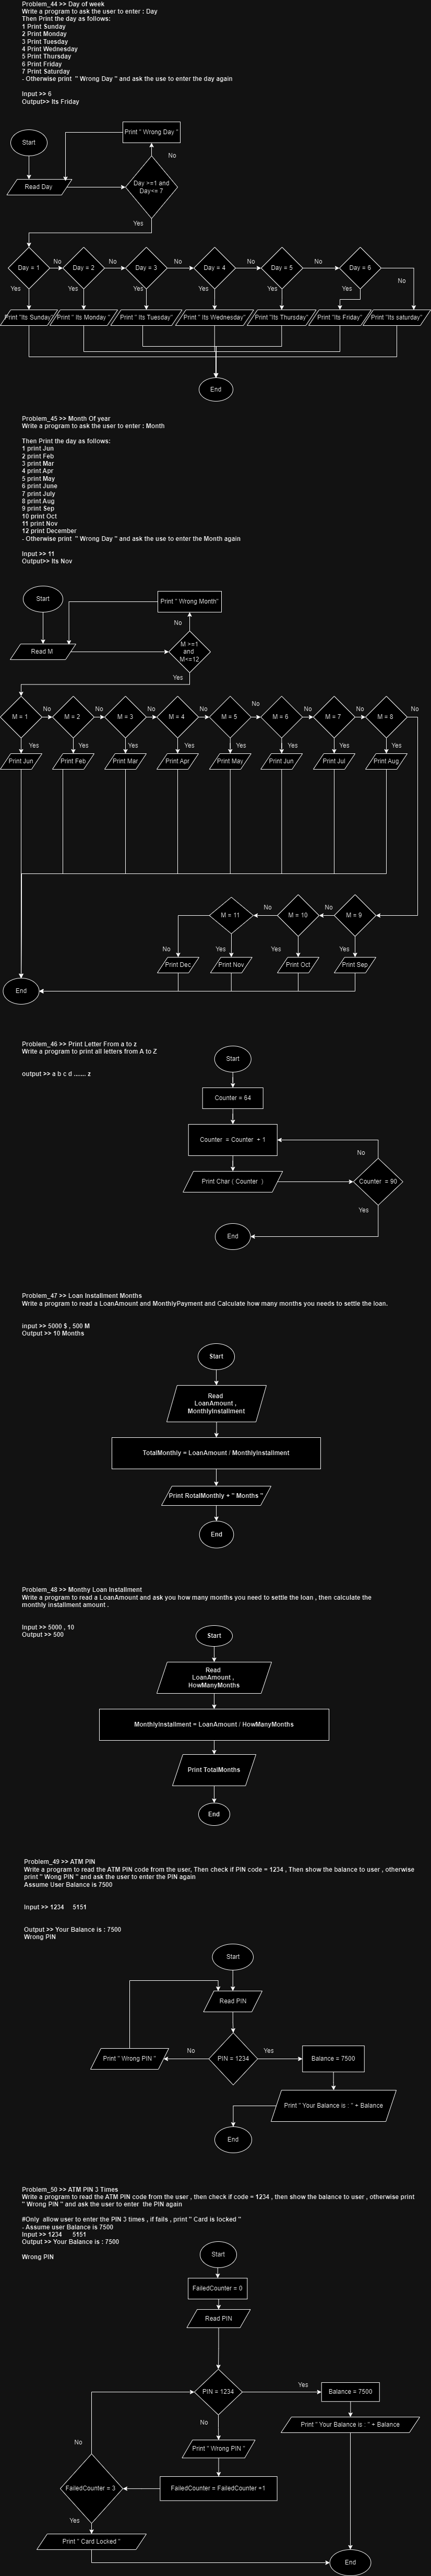 Problem_44 >> Day of week
Write a program to ask the user to enter : Day
Then Print the day as follows:
1 Print Sunday
2 Print Monday
3 Print Tuesday
4 Print Wednesday
5 Print Thursday
6 Print Friday
7 Print Saturday
- Otherwise print " Wrong Day " and ask the use to enter the day again
Input >> 6
Output>> Its Friday
Print " Wrong Day "
Start
No
Read Day
Day >=1 and
Day<= 7
Yes
Day = 1
No
Day = 2
No
Day = 3
No
Day = 4
No
Day = 5
No
Day = 6
No
Yes
Yes
Yes
Yes
Yes
Yes
Print "Its Sunday"
Print " Its Monday "
Print " Its Tuesday"
Print " Its Wednesday"
Print "Its Thursday"
Print "Its Friday"
Print "Its saturday"
End
Problem_45 >> Month Of year
Write a program to ask the user to enter : Month
Then Print the day as follows:
1 print Jun
2 print Feb
3 print Mar
4 print Apr
5 print May
6 print June
7 print July
8 print Aug
9 print Sep
10 print Oct
11 print Nov
12 print December
- Otherwise print " Wrong Day " and ask the use to enter the Month again
Input >> 11
Output>> Its Nov
Start
Print " Wrong Month"
No
Read M
M >=1
and
M<=12
Yes
M = 1
No
M = 2
No
M = 3
No
M = 4
No
M = 5
No
M = 6
No
M = 7
No
M = 8
No
Yes
Yes
Yes
Yes
Yes
Yes
Yes
Yes
Print Jun
Print Feb
Print Mar
Print Apr
Print May
Print Jun
Print Jul
Print Aug
M = 11
No
M = 10
No
M = 9
No
Yes
Yes
Yes
Print Dec
Print Nov
Print Oct
Print Sep
End
Problem_46 >> Print Letter From a to z
Write a program to print all letters from A to Z
output >> a b c d ....... z
Start
Counter = 64
Counter = Counter + 1
No
Print Char ( Counter )
Counter = 90
Yes
End
Problem_47 >> Loan Installment Months
Write a program to read a LoanAmount and MonthlyPayment and Calculate how many months you needs to settle the loan.
input >> 5000 $ , 500 M
Output >> 10 Months
Start
Read
LoanAmount ,
MonthlyInstallment
TotalMonthly = LoanAmount / MonthlyInstallment
Print RotalMonthly + " Months "
End
Problem_48 >> Monthy Loan Installment
Write a program to read a LoanAmount and ask you how many months you need to settle the loan , then calculate the
monthly installment amount .
Input >> 5000 , 10
Output >> 500
Start
Read
LoanAmount ,
HowManyMonths
MonthlyInstallment = LoanAmount / HowManyMonths
Print TotalMonths
End
Problem_49 >> ATM PIN
Write a program to read the ATM PIN code from the user, Then check if PIN code = 1234 , Then show the balance to user , otherwise
print " Wong PIN " and ask the user to enter the PIN again
Assume User Balance is 7500
Input >> 1234 5151
Output >> Your Balance is : 7500
Wrong PIN
Start
Read PIN
Print " Wrong PIN "
No
PIN = 1234
Yes
Balance = 7500
Print " Your Balance is : " + Balance
End
Problem_50 >> ATM PIN 3 Times
Write a program to read the ATM PIN code from the user , then check if code = 1234 , then show the balance to user , otherwise print
" Wrong PIN " and ask the user to enter the PIN again
#Only allow user to enter the PIN 3 times , if fails , print " Card is locked "
- Assume user Balance is 7500
Input >> 1234 5151
Output >> Your Balance is : 7500
Wrong PIN
Start
FailedCounter = 0
Read PIN
PIN = 1234
Yes
Balance = 7500
No
Print " Your Balance is : " + Balance
No
Print " Wrong PIN "
FailedCounter = 3
FailedCounter = FailedCounter +1
Yes
Print " Card Locked "
End